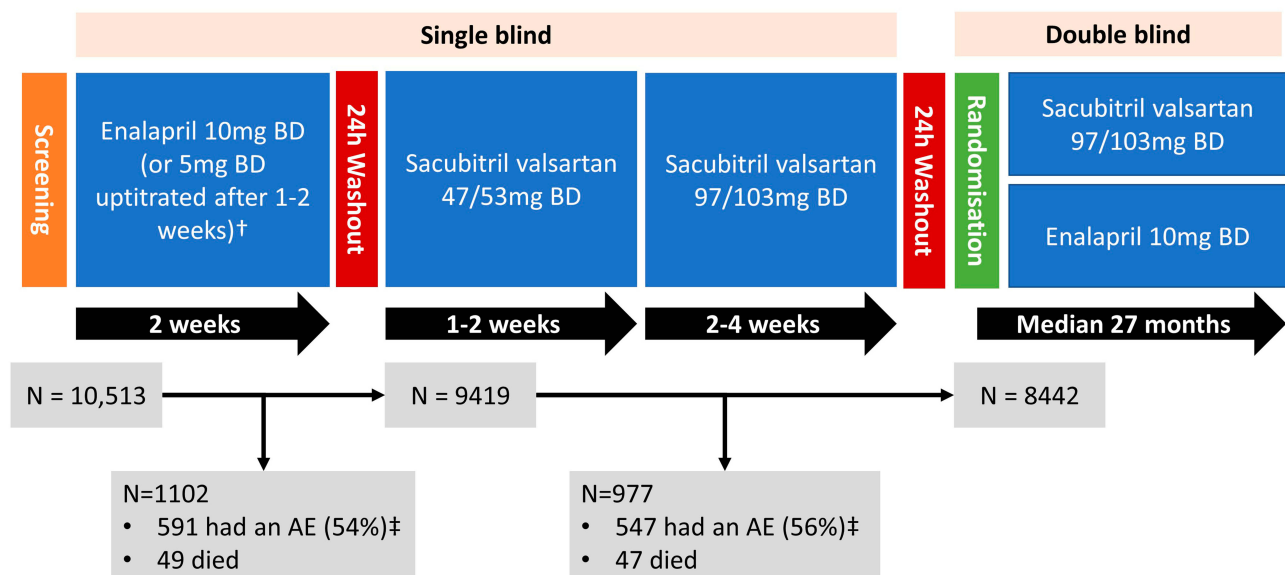 Single blind
Double blind
Screening
Enalapril 10mg BD
(or 5mg BD
uptitrated after 1-2
weeks)†
24h Washout
Sacubitril valsartan
47/53mg BD
Sacubitril valsartan
97/103mg BD
24h Washout
Randomisation
Sacubitril valsartan
97/103mg BD
Enalapril 10mg BD
2 weeks
1-2 weeks
2-4 weeks
Median 27 months
N = 10,513
N = 9419
N = 8442
N=1102
• 591 had an AE (54%)‡
• 49 died
N=977
• 547 had an AE (56%)‡
• 47 died